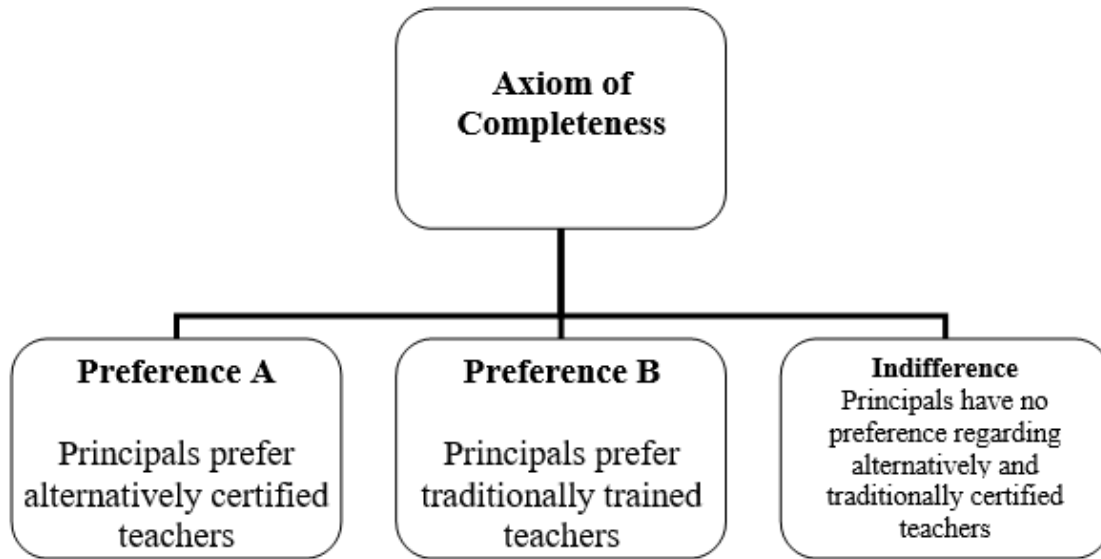 Axiom of
Completeness
Preference A
Principals prefer
alternatively certified
teachers
Preference B
Principals prefer
traditionally trained
teachers
Indifference
Principals have no
preference regarding
alternatively and
traditionally certified
teachers